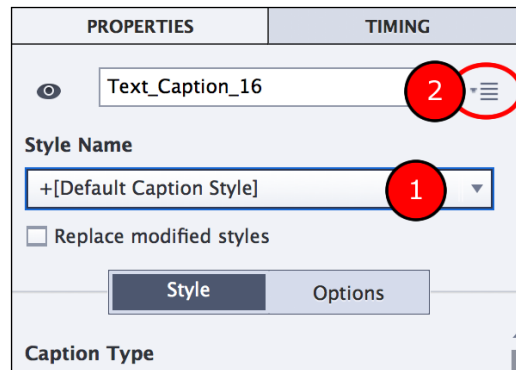 PROPERTIES TIMING
Text_Caption_16 2
Style Name
+[Default Caption Style] 1
Replace modified styles
Style Options
Caption Type